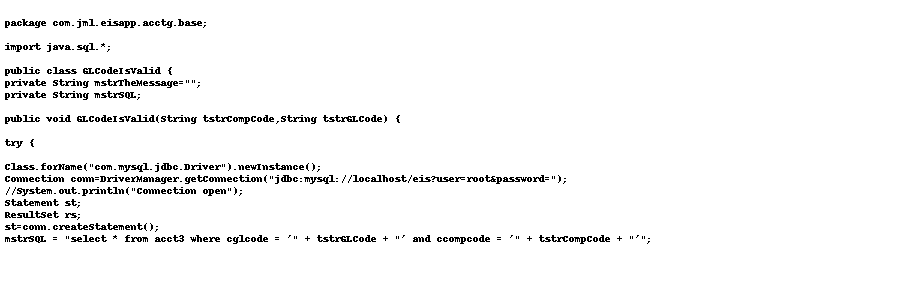 package com.jml.eisapp.acctg.base;
import java.sql.*;
public class GLCodeIsValid {
private String mstrTheMessage="";
private String mstrSQL;
public void GLCodeIsValid(String tstrCompCode,String tstrGLCode) {
try {
Class.forName("com.mysql.jdbc.Driver").newInstance();
Connection conn=DriverManager.getConnection("jdbc:mysql://localhost/eis?user=root&password=");
//System.out.println("Connection open");
Statement st;
ResultSet rs;
st=conn.createStatement();
mstrSQL = "select * from acct3 where cglcode = '" + tstrGLCode + "' and ccompcode = '" + tstrCompCode + "'";